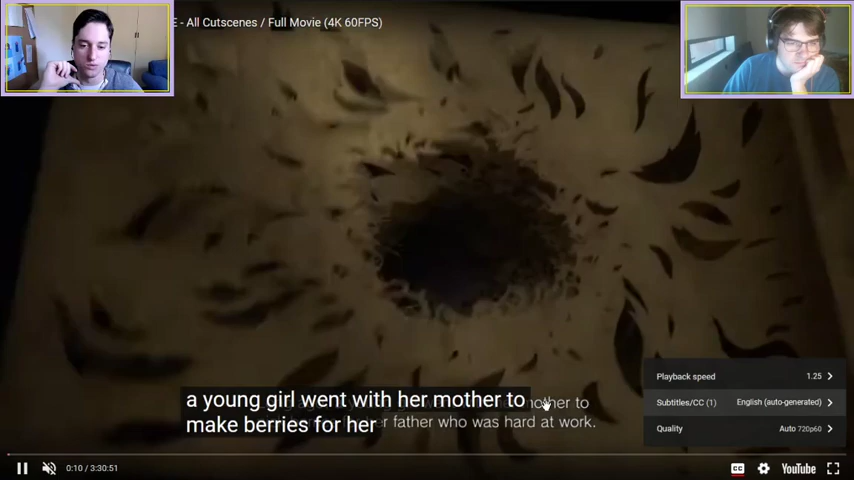 E - All Cutscenes / Full Movie (4K 60FPS)
Playback speed 1.25
Subtitles/CC (1) English (auto-generated)
Quality Auto 720p60
a young girl went with her mother to
make berries for her
mother to
father who was hard at work.
0:10 / 3:30:51
CC
YouTube